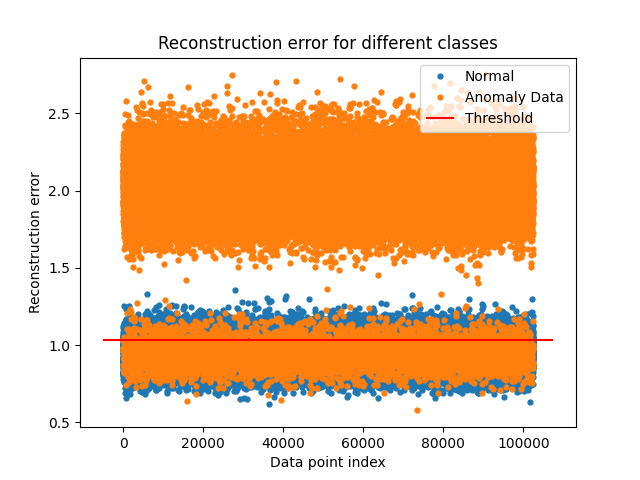 Reconstruction error for different classes
Normal
Anomaly Data
Threshold
Reconstruction error
2.5
2.0
1.5
1.0
0.5
0
20000
40000
60000
80000
100000
Data point index